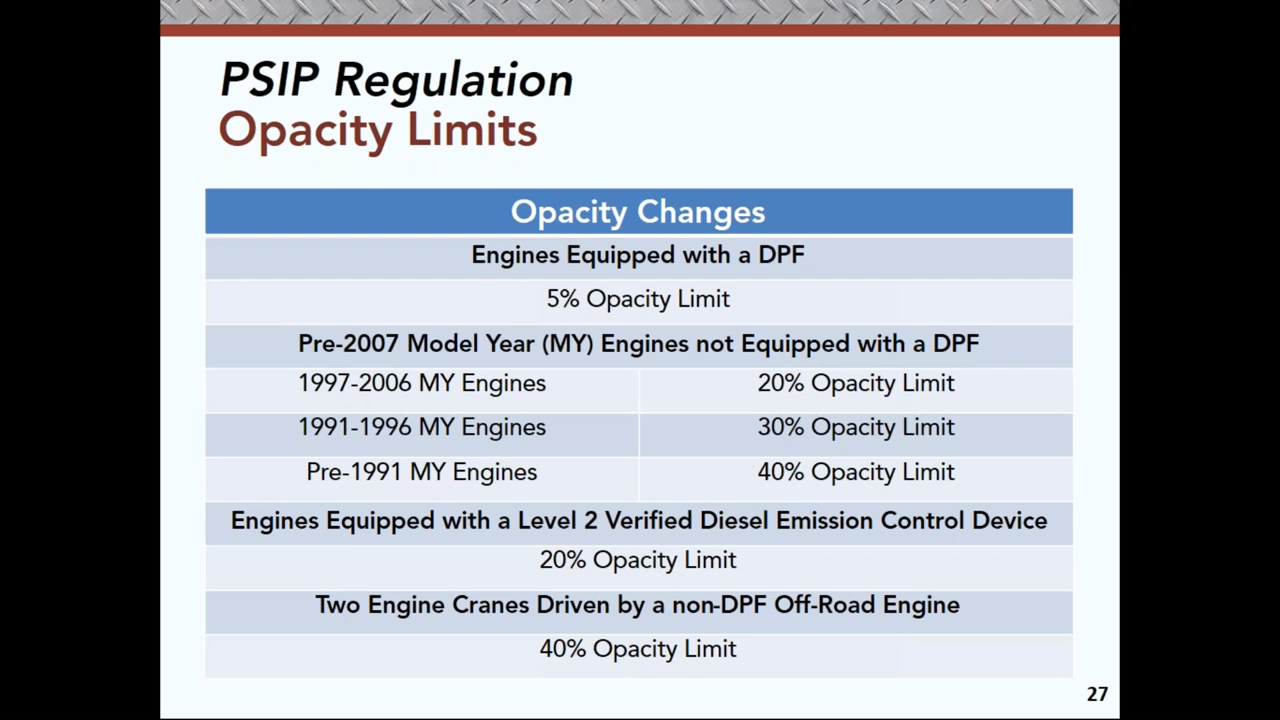 PSIP Regulation
Opacity Limits
Opacity Changes
Engines Equipped with a DPF
5% Opacity Limit
Pre-2007 Model Year (MY) Engines not Equipped with a DPF
1997-2006 MY Engines 20% Opacity Limit
1991-1996 MY Engines 30% Opacity Limit
Pre-1991 MY Engines 40% Opacity Limit
Engines Equipped with a Level 2 Verified Diesel Emission Control Device
20% Opacity Limit
Two Engine Cranes Driven by a non-DPF Off-Road Engine
40% Opacity Limit
27